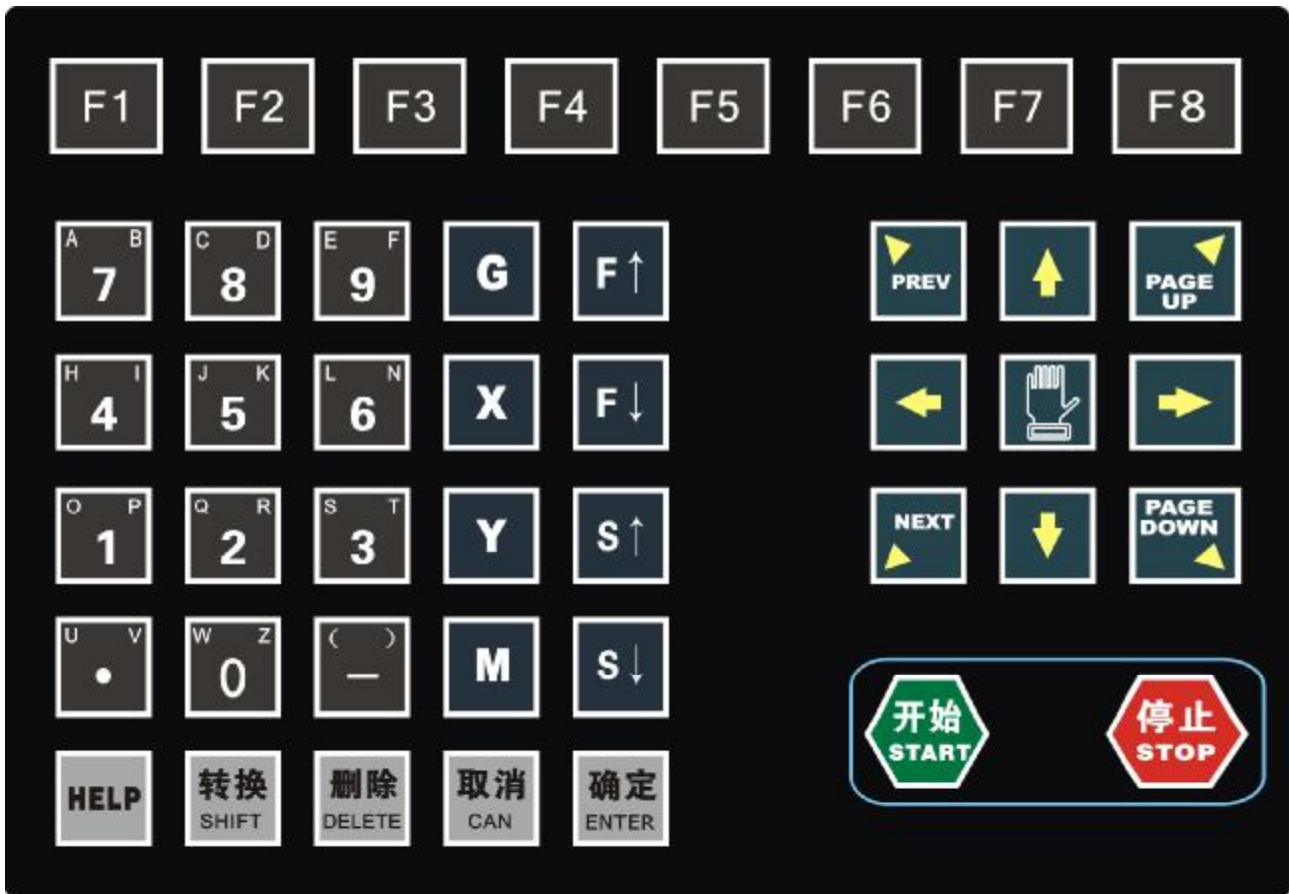 F1 F2 F3 F4 F5 F6 F7 F8
A B C D E F
7 8 9 G F↑ PREV PAGE
UP
H I J K L N
4 5 6 X F↓
O P Q R S T
1 2 3 Y S↑ NEXT PAGE
DOWN
U V W Z ( )
• 0 — M S↓
开始 停止
START STOP
HELP 转换 删除 取消 确定
SHIFT DELETE CAN ENTER